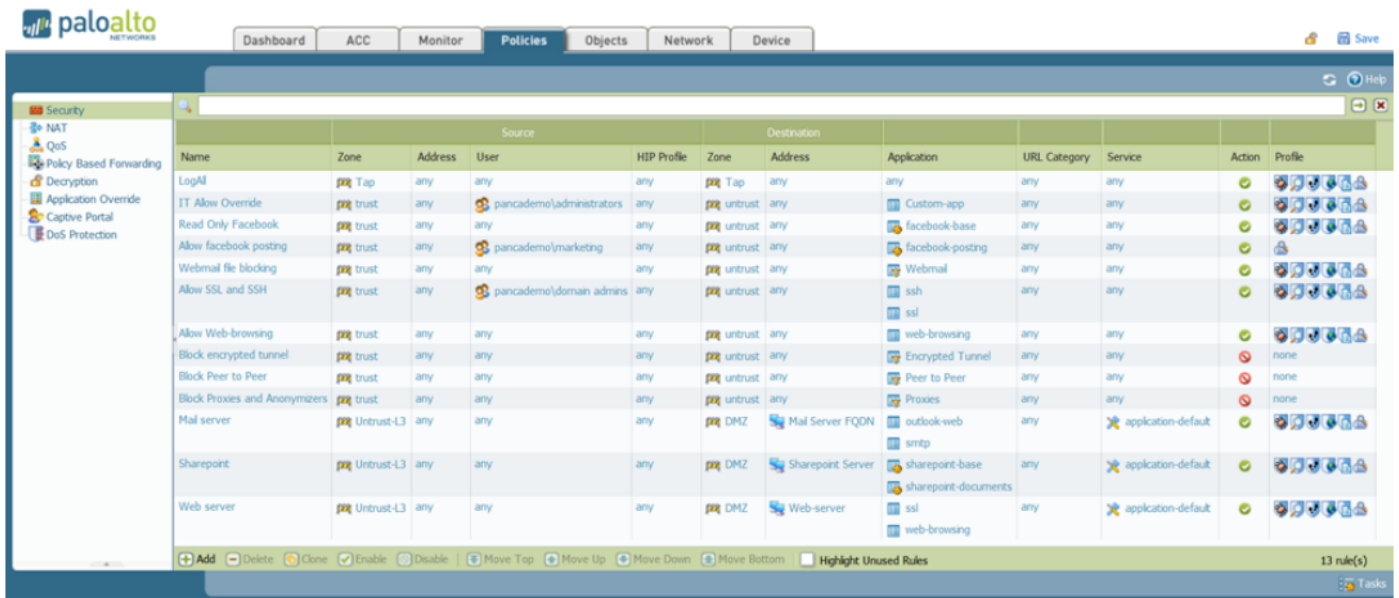 paloalto
NETWORKS
Dashboard ACC Monitor Policies Objects Network Device Save
Help
Security
NAT
QoS
Policy Based Forwarding
Decryption
Application Override
Captive Portal
DoS Protection
Source Destination
Name Zone Address User HIP Profile Zone Address Application URL Category Service Action Profile
LogAll Tap any any any Tap any any any any
IT Allow Override trust any pancademo\administrators any untrust any Custom-app any any
Read Only Facebook trust any any any untrust any facebook-base any any
Allow facebook posting trust any pancademo\marketing any untrust any facebook-posting any any
Webmail file blocking trust any any any untrust any Webmail any any
Allow SSL and SSH trust any pancademo\domain admins any untrust any ssh any any
ssl
Allow Web-browsing trust any any any untrust any web-browsing any any
Block encrypted tunnel trust any any any untrust any Encrypted Tunnel any any none
Block Peer to Peer trust any any any untrust any Peer to Peer any any none
Block Proxies and Anonymizers trust any any any untrust any Proxies any any none
Mail server Untrust-L3 any any any DMZ Mail Server FQDN outlook-web any application-default
smtp
Sharepoint Untrust-L3 any any any DMZ Sharepoint Server sharepoint-base any application-default
sharepoint-documents
Web server Untrust-L3 any any any DMZ Web-server ssl any application-default
web-browsing
Add Delete Clone Enable Disable Move Top Move Up Move Down Move Bottom Highlight Unused Rules 13 rule(s)
Tasks